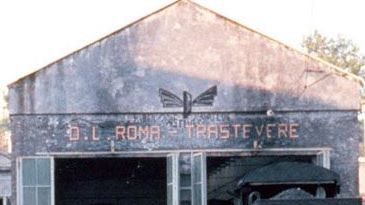 D.L. ROMA - TRASTEVERE